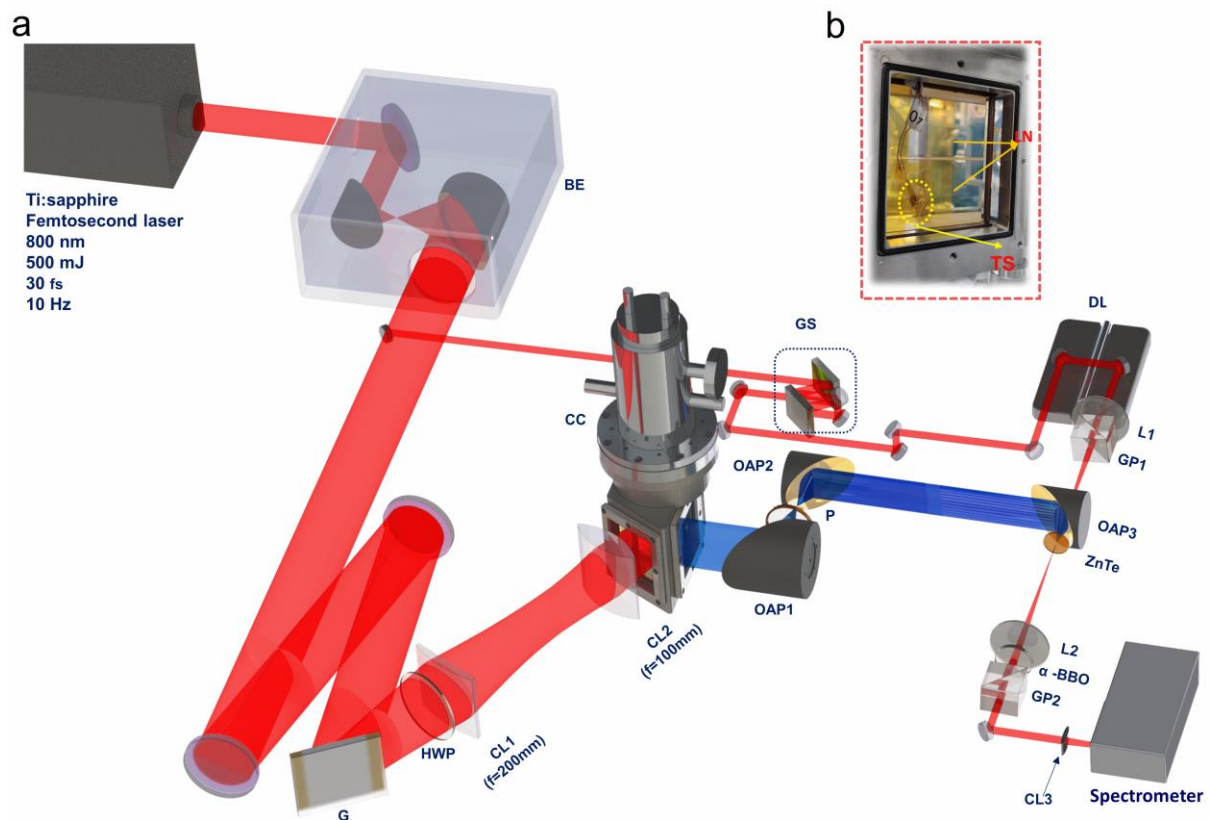 a
b
Ti:sapphire
Femtosecond laser
800 nm
500 mJ
30 fs
10 Hz
BE
LN
TS
DL
GS
CC
L1
GP1
OAP2
P
OAP3
ZnTe
OAP1
CL2
(f=100mm)
L2
α -BBO
GP2
HWP
CL1
(f=200mm)
G
CL3
Spectrometer